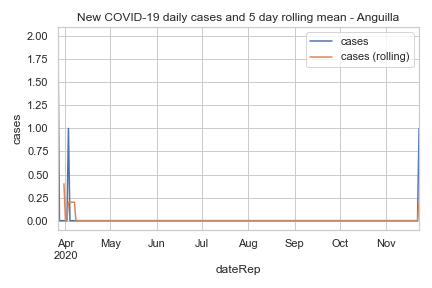 New COVID-19 daily cases and 5 day rolling mean - Anguilla
cases
cases (rolling)
2.00
1.75
1.50
1.25
1.00
0.75
0.50
0.25
0.00
cases
Apr May Jun Jul Aug Sep Oct Nov
2020
dateRep